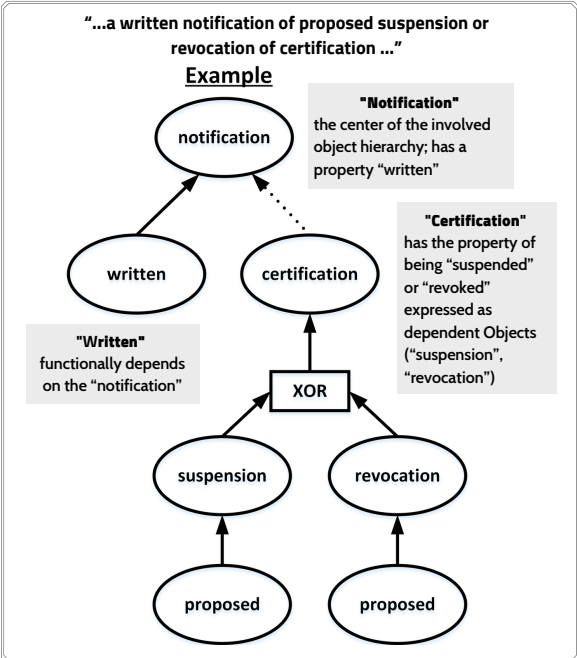 “...a written notification of proposed suspension or
revocation of certification ...”
Example
notification
"Notification"
the center of the involved
object hierarchy; has a
property “written”
written
certification
"Certification"
has the property of
being “suspended”
or “revoked”
expressed as
dependent Objects
(“suspension”,
“revocation”)
"Written"
functionally depends
on the “notification”
XOR
suspension
revocation
proposed
proposed